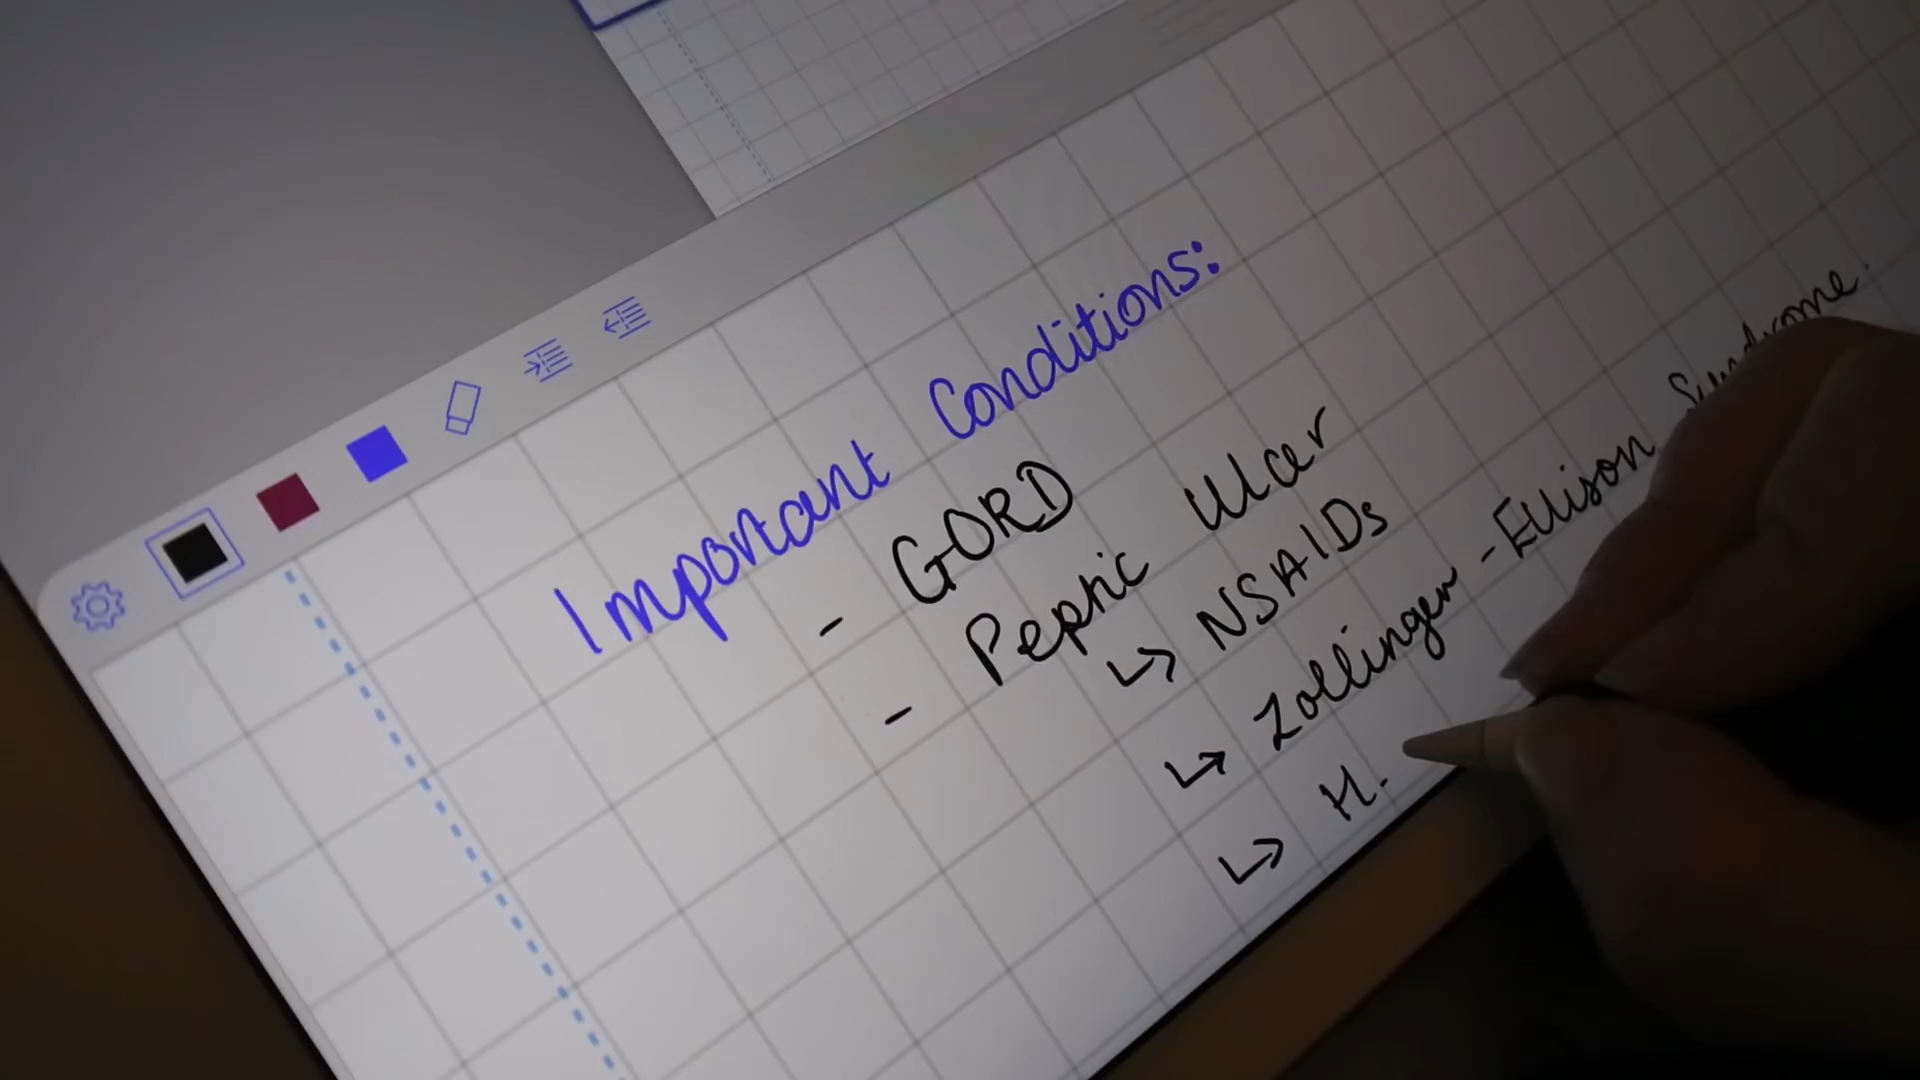 Important Conditions:
- GORD
- Peptic Ulcer
↳ NSAIDs
↳ Zollinger-Ellison Syndrome.
↳ H.